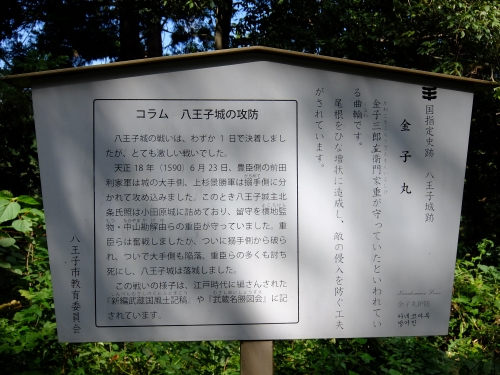 国指定史跡 八王子城跡
金子丸
金子三郎左衛門家重が守っていたといわれてい
る曲輪です。
尾根をひな壇状に造成し、敵の侵入を防ぐ工夫
がされています。
コラム 八王子城の攻防
八王子城の戦いは、わずか1日で決着しまし
たが、とても激しい戦いでした。
天正18年(1590)6月23日、豊臣側の前田
利家軍は城の大手側、上杉景勝軍は搦手側に分
かれて攻め込みました。このとき八王子城主北
条氏照は小田原城に詰めており、留守を横地監
物・中山勘解由らの重臣が守っていました。重
臣らは奮戦しましたが、ついに搦手側から破ら
れ、ついで大手側も陥落。重臣らの多くも討ち
死にし、八王子城は落城しました。
この戦いの様子は、江戸時代に編さんされた
『新編武蔵国風土記稿』や『武蔵名勝図会』に記
されています。
八王子市教育委員会